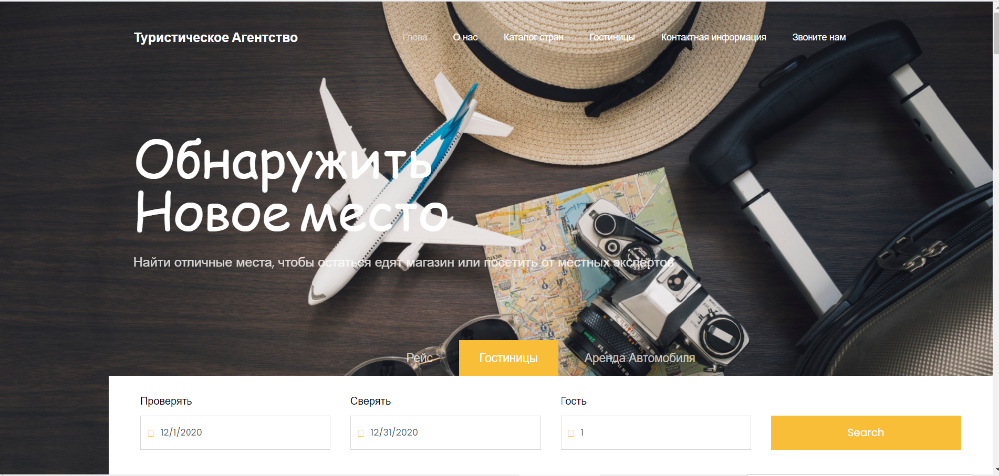 Туристическое Агентство
Глова О нас Каталог стран Гостиницы Контактная информация Звоните нам
Обнаружить
Новое место
Найти отличные места, чтобы остаться едят магазин или посетить от местных экспертов
Рейс Гостиницы Аренда Автомобиля
Проверять Сверять Гость
12/1/2020 12/31/2020 1 Search